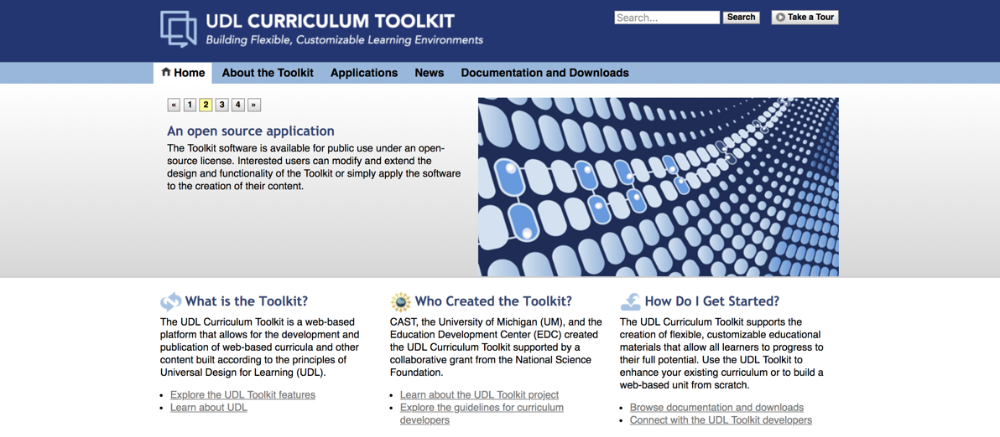 UDL CURRICULUM TOOLKIT
Building Flexible, Customizable Learning Environments
Search... Search Take a Tour
Home About the Toolkit Applications News Documentation and Downloads
« 1 2 3 4 »
An open source application
The Toolkit software is available for public use under an open-
source license. Interested users can modify and extend the
design and functionality of the Toolkit or simply apply the software
to the creation of their content.
What is the Toolkit?
The UDL Curriculum Toolkit is a web-based
platform that allows for the development and
publication of web-based curricula and other
content built according to the principles of
Universal Design for Learning (UDL).
• Explore the UDL Toolkit features
• Learn about UDL
Who Created the Toolkit?
CAST, the University of Michigan (UM), and the
Education Development Center (EDC) created
the UDL Curriculum Toolkit supported by a
collaborative grant from the National Science
Foundation.
• Learn about the UDL Toolkit project
• Explore the guidelines for curriculum
developers
How Do I Get Started?
The UDL Curriculum Toolkit supports the
creation of flexible, customizable educational
materials that allow all learners to progress to
their full potential. Use the UDL Toolkit to
enhance your existing curriculum or to build a
web-based unit from scratch.
• Browse documentation and downloads
• Connect with the UDL Toolkit developers